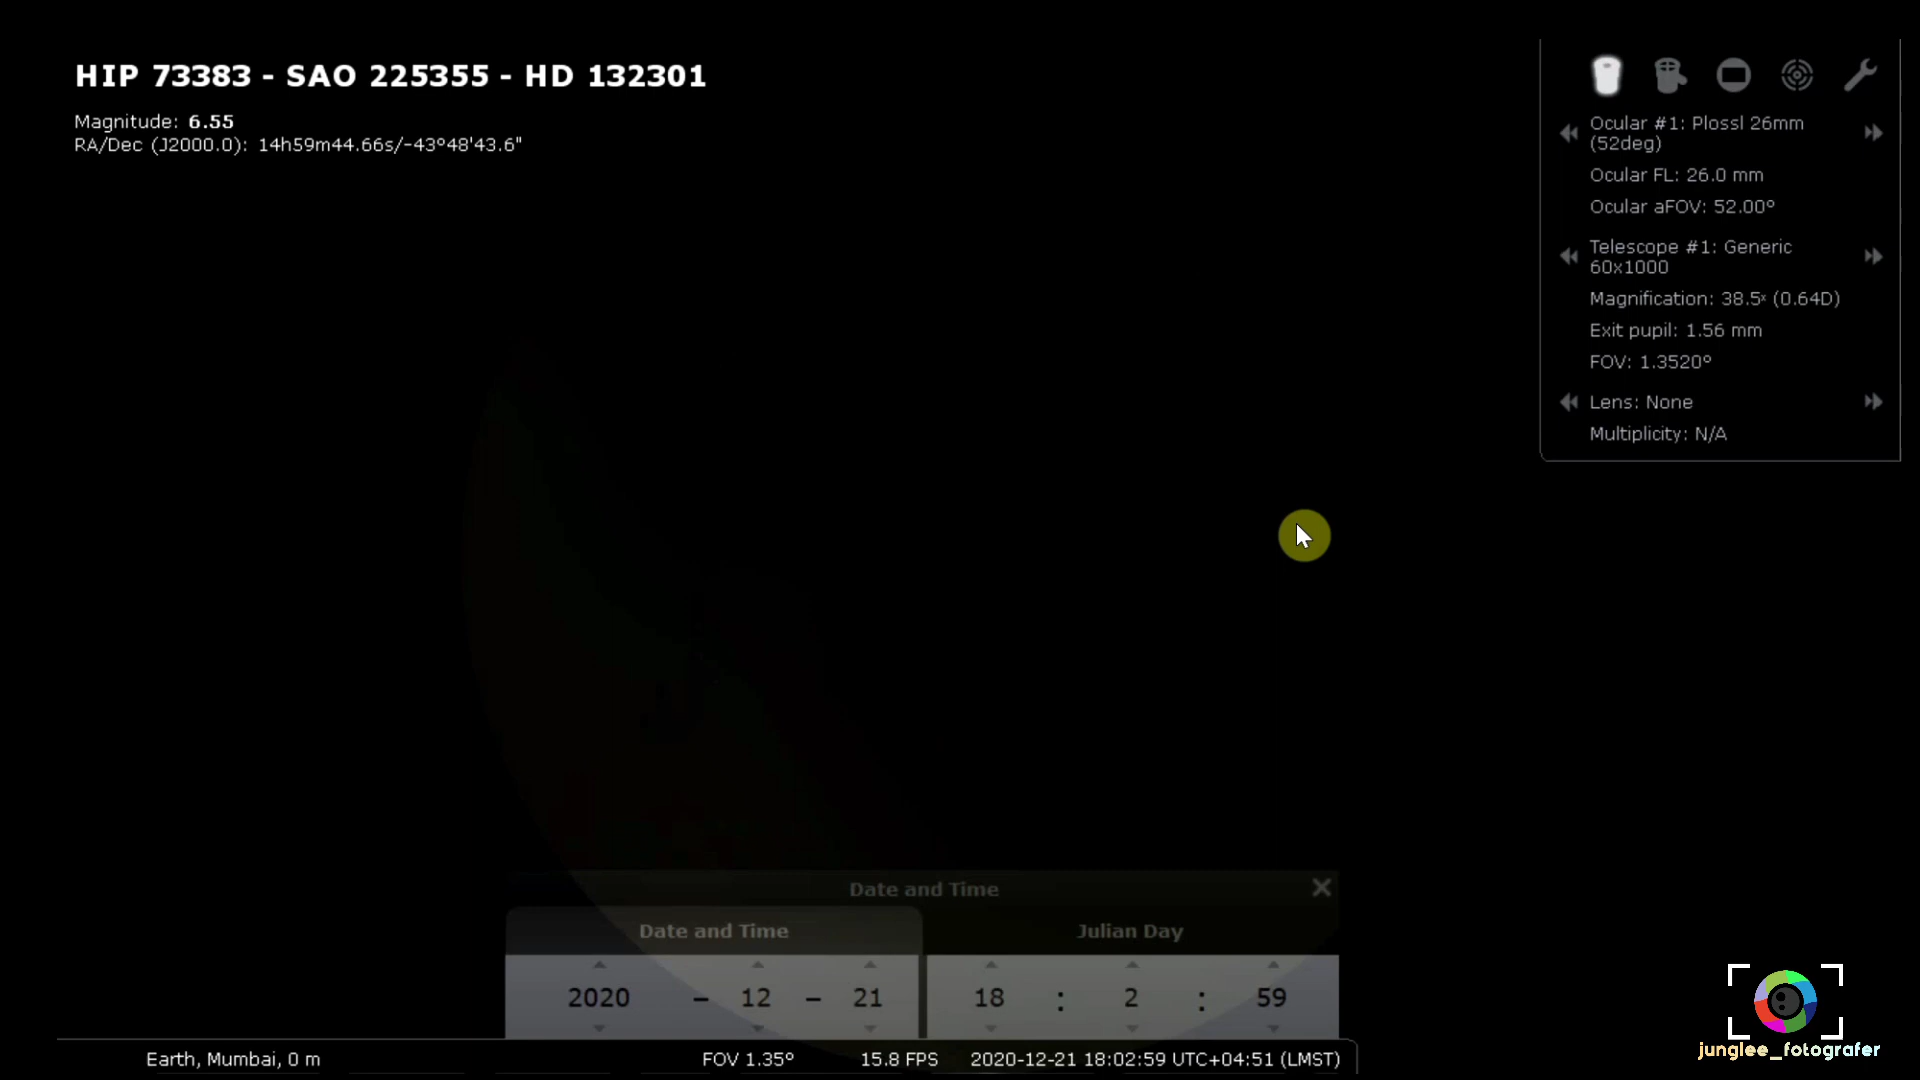 HIP 73383 - SAO 225355 - HD 132301
Magnitude: 6.55
RA/Dec (J2000.0): 14h59m44.66s/-43°48'43.6"
Ocular #1: Plossl 26mm
(52deg)
Ocular FL: 26.0 mm
Ocular aFOV: 52.00°
Telescope #1: Generic
60x1000
Magnification: 38.5ˣ (0.64D)
Exit pupil: 1.56 mm
FOV: 1.3520°
Lens: None
Multiplicity: N/A
Date and Time
Date and Time
Julian Day
2020 - 12 - 21 18 : 2 : 59
Earth, Mumbai, 0 m FOV 1.35° 15.8 FPS 2020-12-21 18:02:59 UTC+04:51 (LMST)
junglee_fotografer